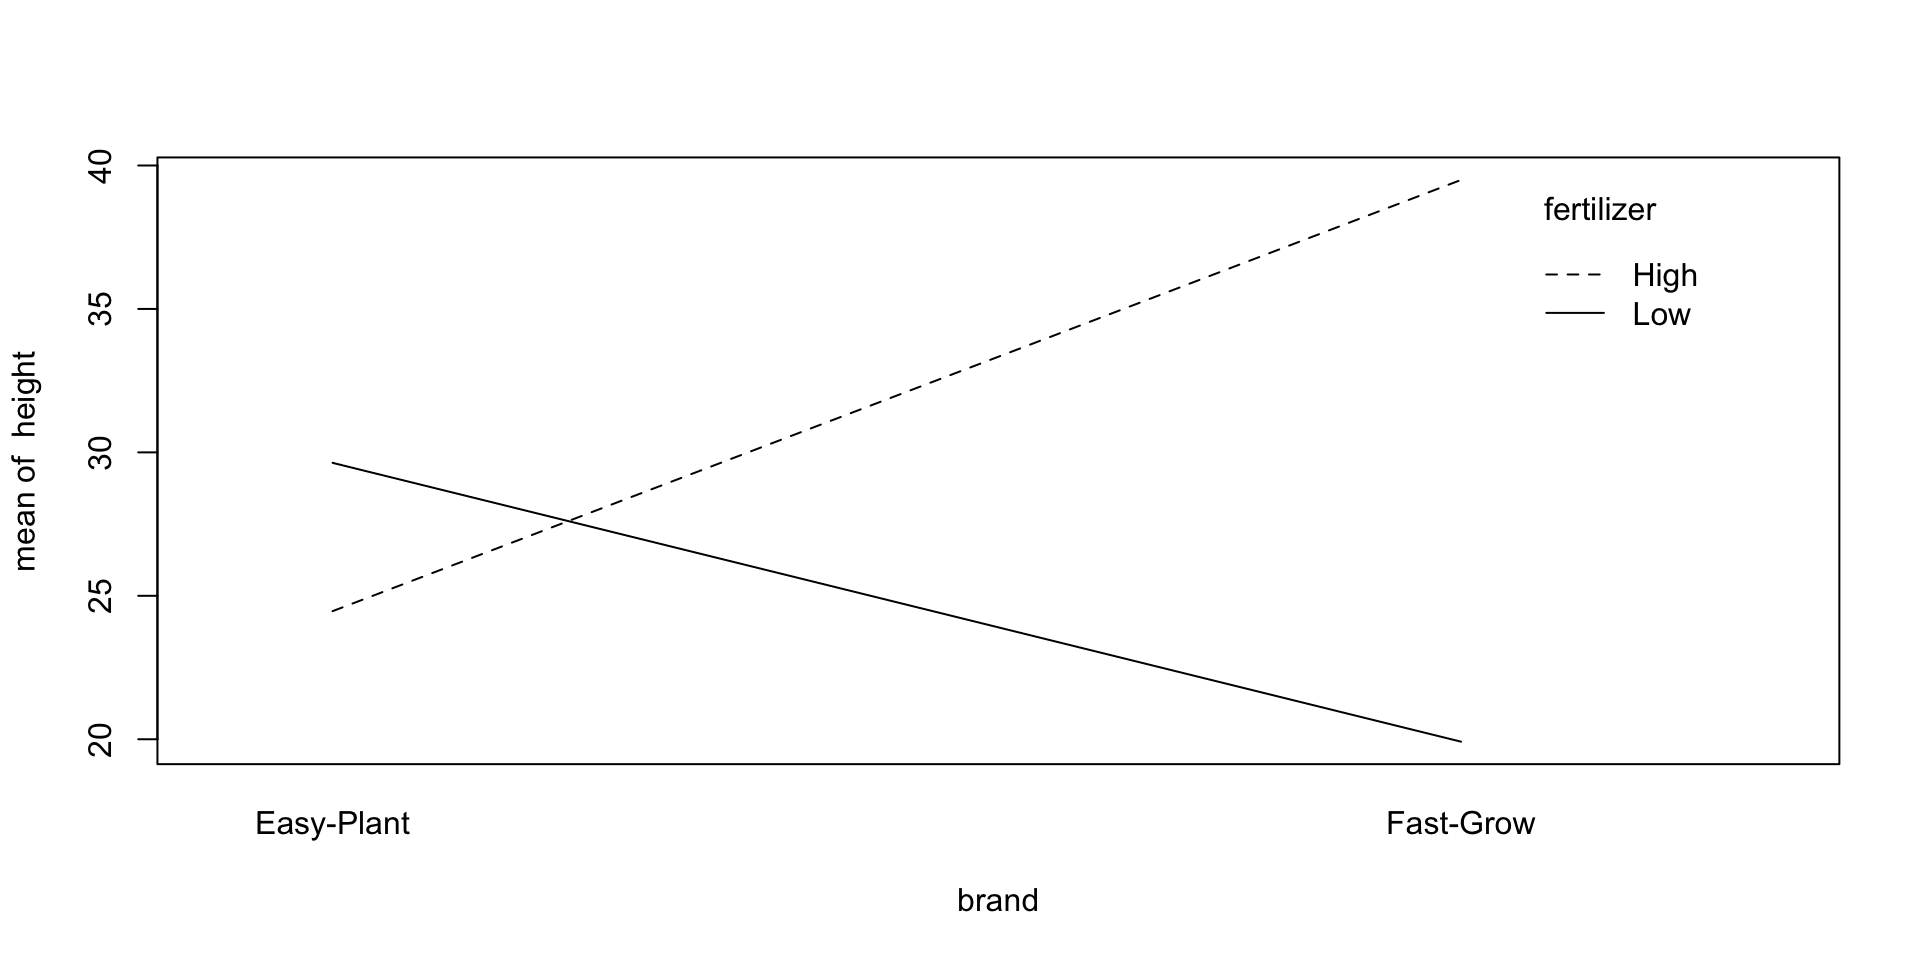 40
35
30
25
20
mean of  height
Easy-Plant
Fast-Grow
brand
fertilizer
High
Low